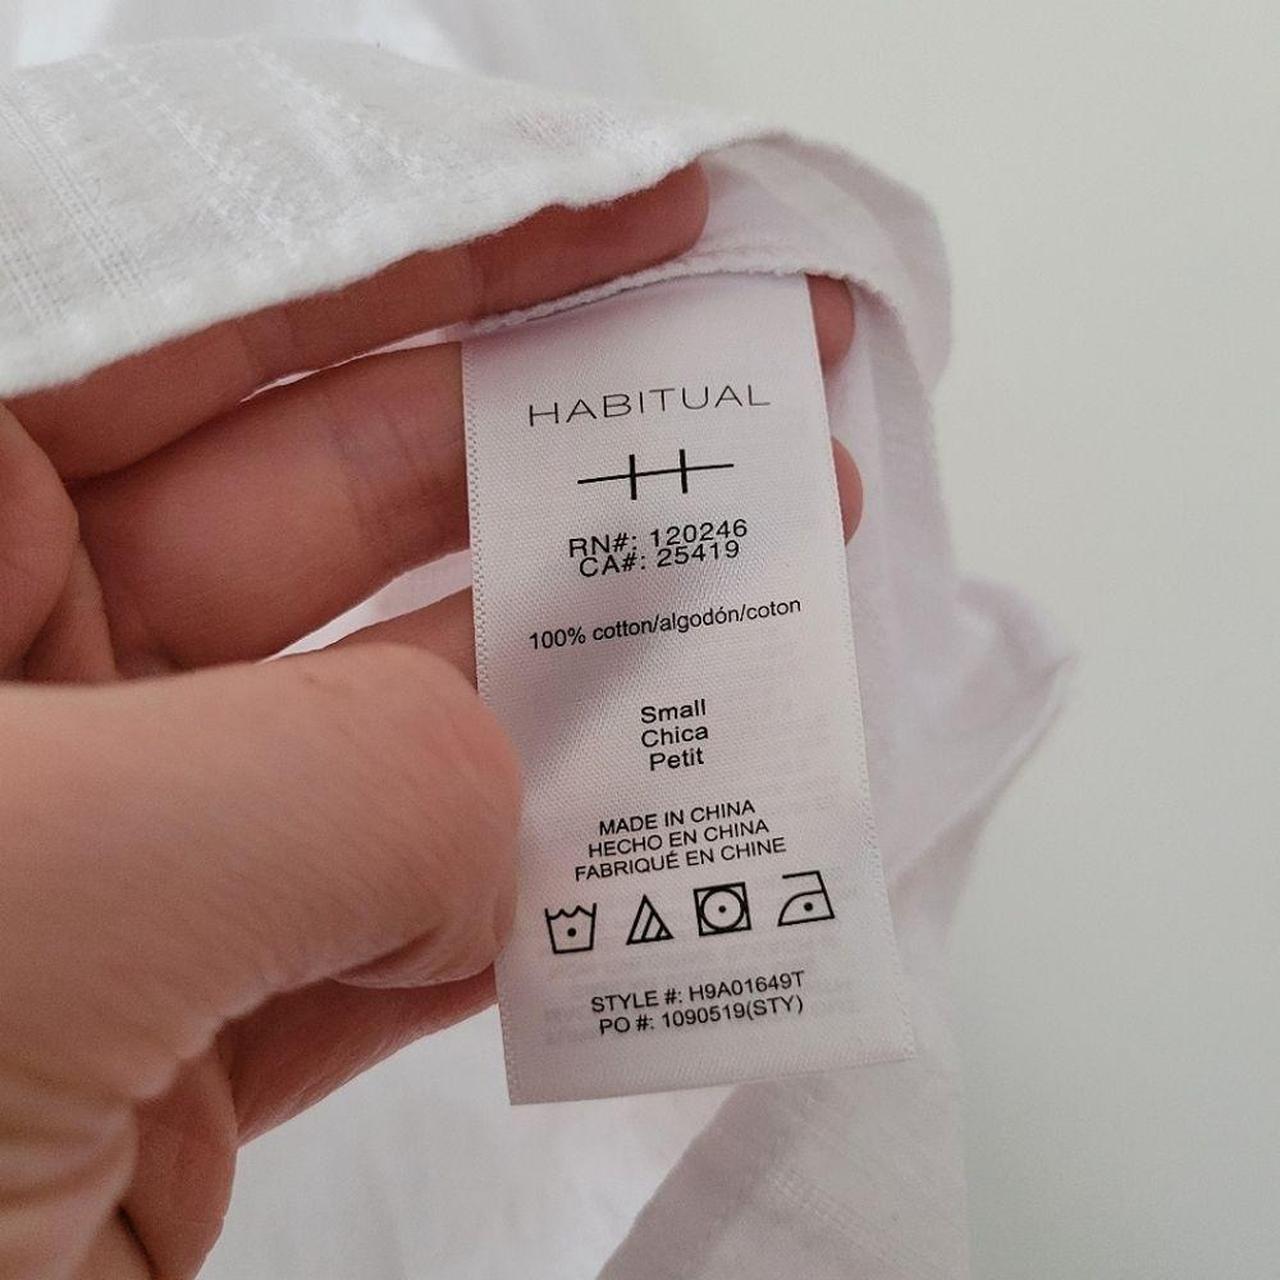 HABITUAL
RN#: 120246
CA#: 25419
100% cotton/algodón/coton
Small
Chica
Petit
MADE IN CHINA
HECHO EN CHINA
FABRIQUÉ EN CHINE
STYLE #: H9A01649T
PO #: 1090519(STY)